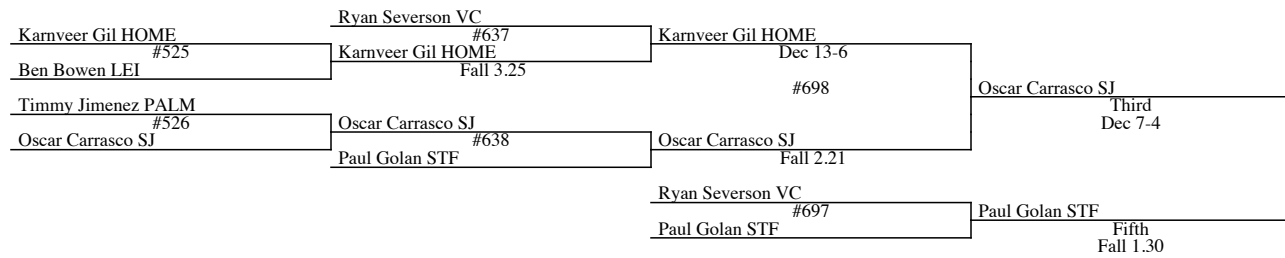 Ryan Severson VC
Karnveer Gil HOME
#637
Karnveer Gil HOME
#525
Karnveer Gil HOME
Dec 13-6
Ben Bowen LEI
Fall 3.25
#698
Oscar Carrasco SJ
Timmy Jimenez PALM
Third
#526
Oscar Carrasco SJ
Dec 7-4
Oscar Carrasco SJ
#638
Oscar Carrasco SJ
Paul Golan STF
Fall 2.21
Ryan Severson VC
#697
Paul Golan STF
Paul Golan STF
Fifth
Fall 1.30